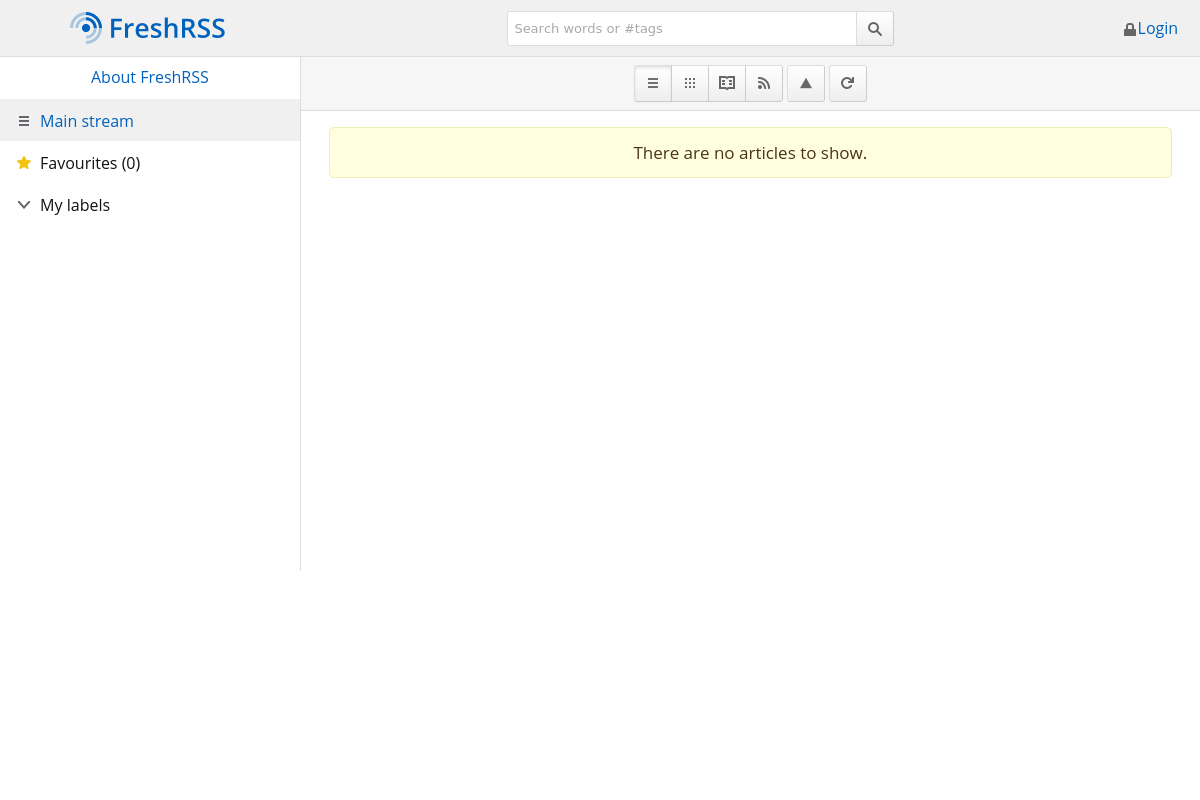 FreshRSS
Search words or #tags
Login
About FreshRSS
Main stream
Favourites (0)
My labels
There are no articles to show.